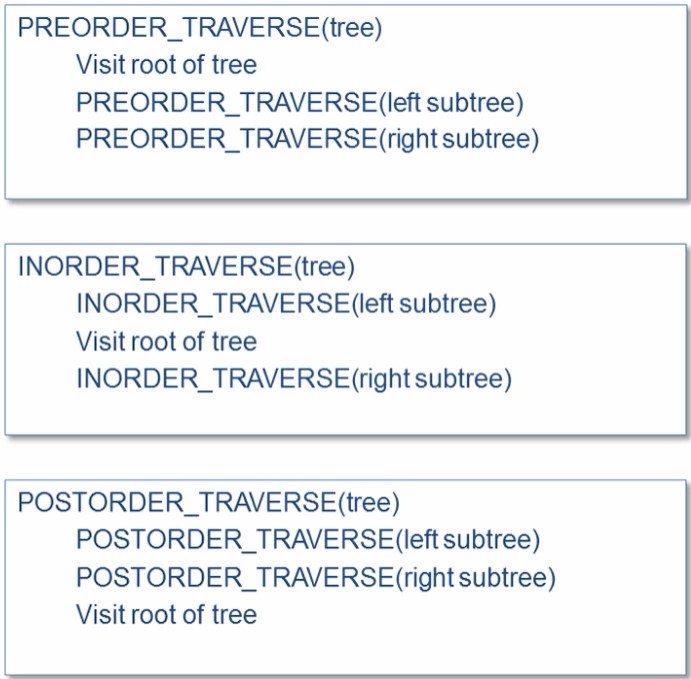 PREORDER_TRAVERSE(tree)
Visit root of tree
PREORDER_TRAVERSE(left subtree)
PREORDER_TRAVERSE(right subtree)
INORDER_TRAVERSE(tree)
INORDER_TRAVERSE(left subtree)
Visit root of tree
INORDER_TRAVERSE(right subtree)
POSTORDER_TRAVERSE(tree)
POSTORDER_TRAVERSE(left subtree)
POSTORDER_TRAVERSE(right subtree)
Visit root of tree